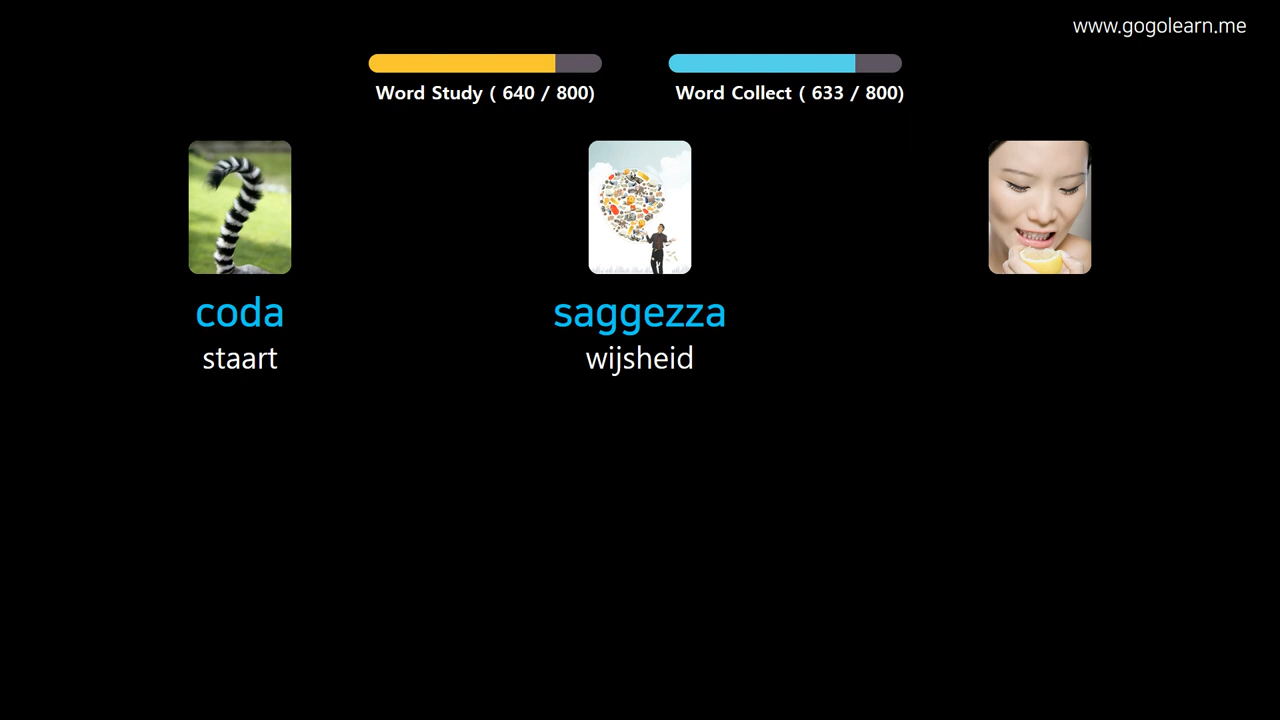 www.gogolearn.me
Word Study ( 640 / 800)
Word Collect ( 633 / 800)
coda
saggezza
staart
wijsheid